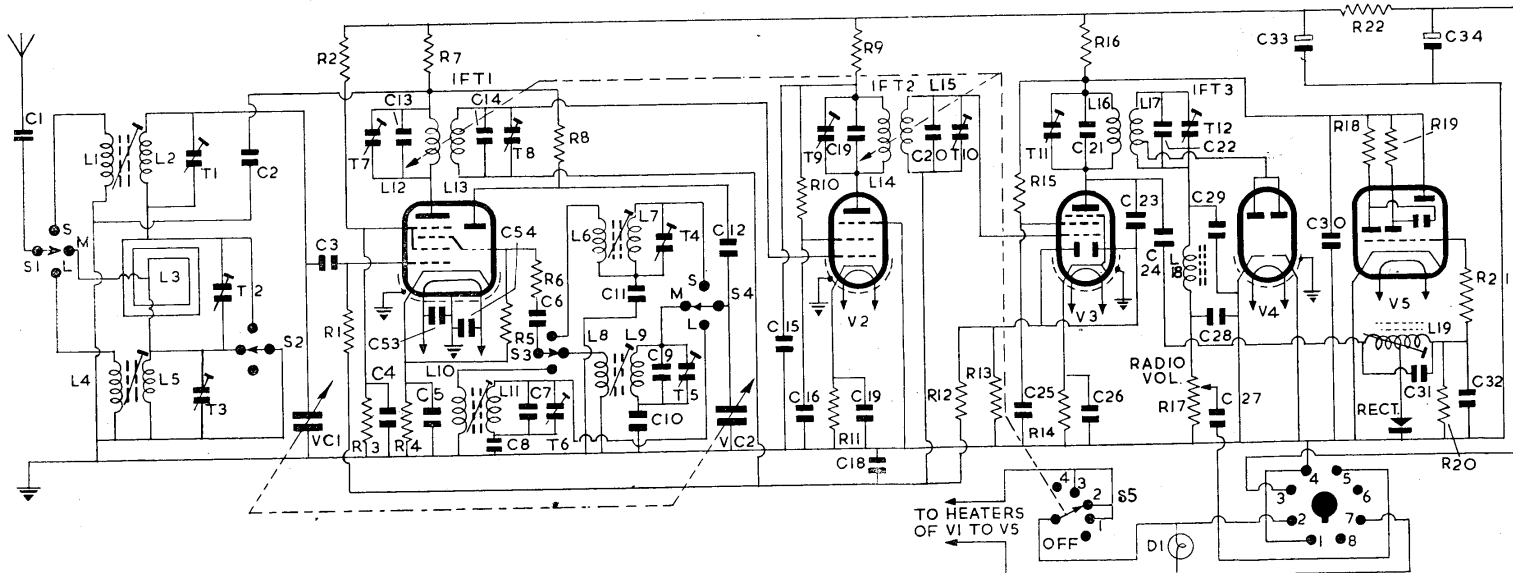 R2
R7
R9
R16
C33
R22
C34
IFT1
C13
C14
IFT2
L15
L16
L17
IFT3
R18
R19
C1
L1
L2
T1
C2
T7
L12
L13
T8
R8
T9
C19
L14
C20
T10
T11
C21
T12
C22
R10
R15
S
M
L
S1
L3
T2
S2
C3
R1
C54
L6
L7
T4
C12
C23
C24
C29
L18
C30
R21
R6
C6
C11
S
M
S4
L
V2
V3
V4
V5
C53
R5
S3
L8
L9
C9
T5
C15
C28
L19
L4
L5
T3
VC1
C4
R3
R4
C5
L10
L11
C7
T6
C8
C10
VC2
C16
R11
C19
C18
R12
R13
C25
R14
C26
RADIO
VOL.
R17
C27
C31
RECT.
C32
R20
TO HEATERS
OF V1 TO V5
4
3
2
1
S5
OFF
D1
4
5
3
6
2
7
1
8